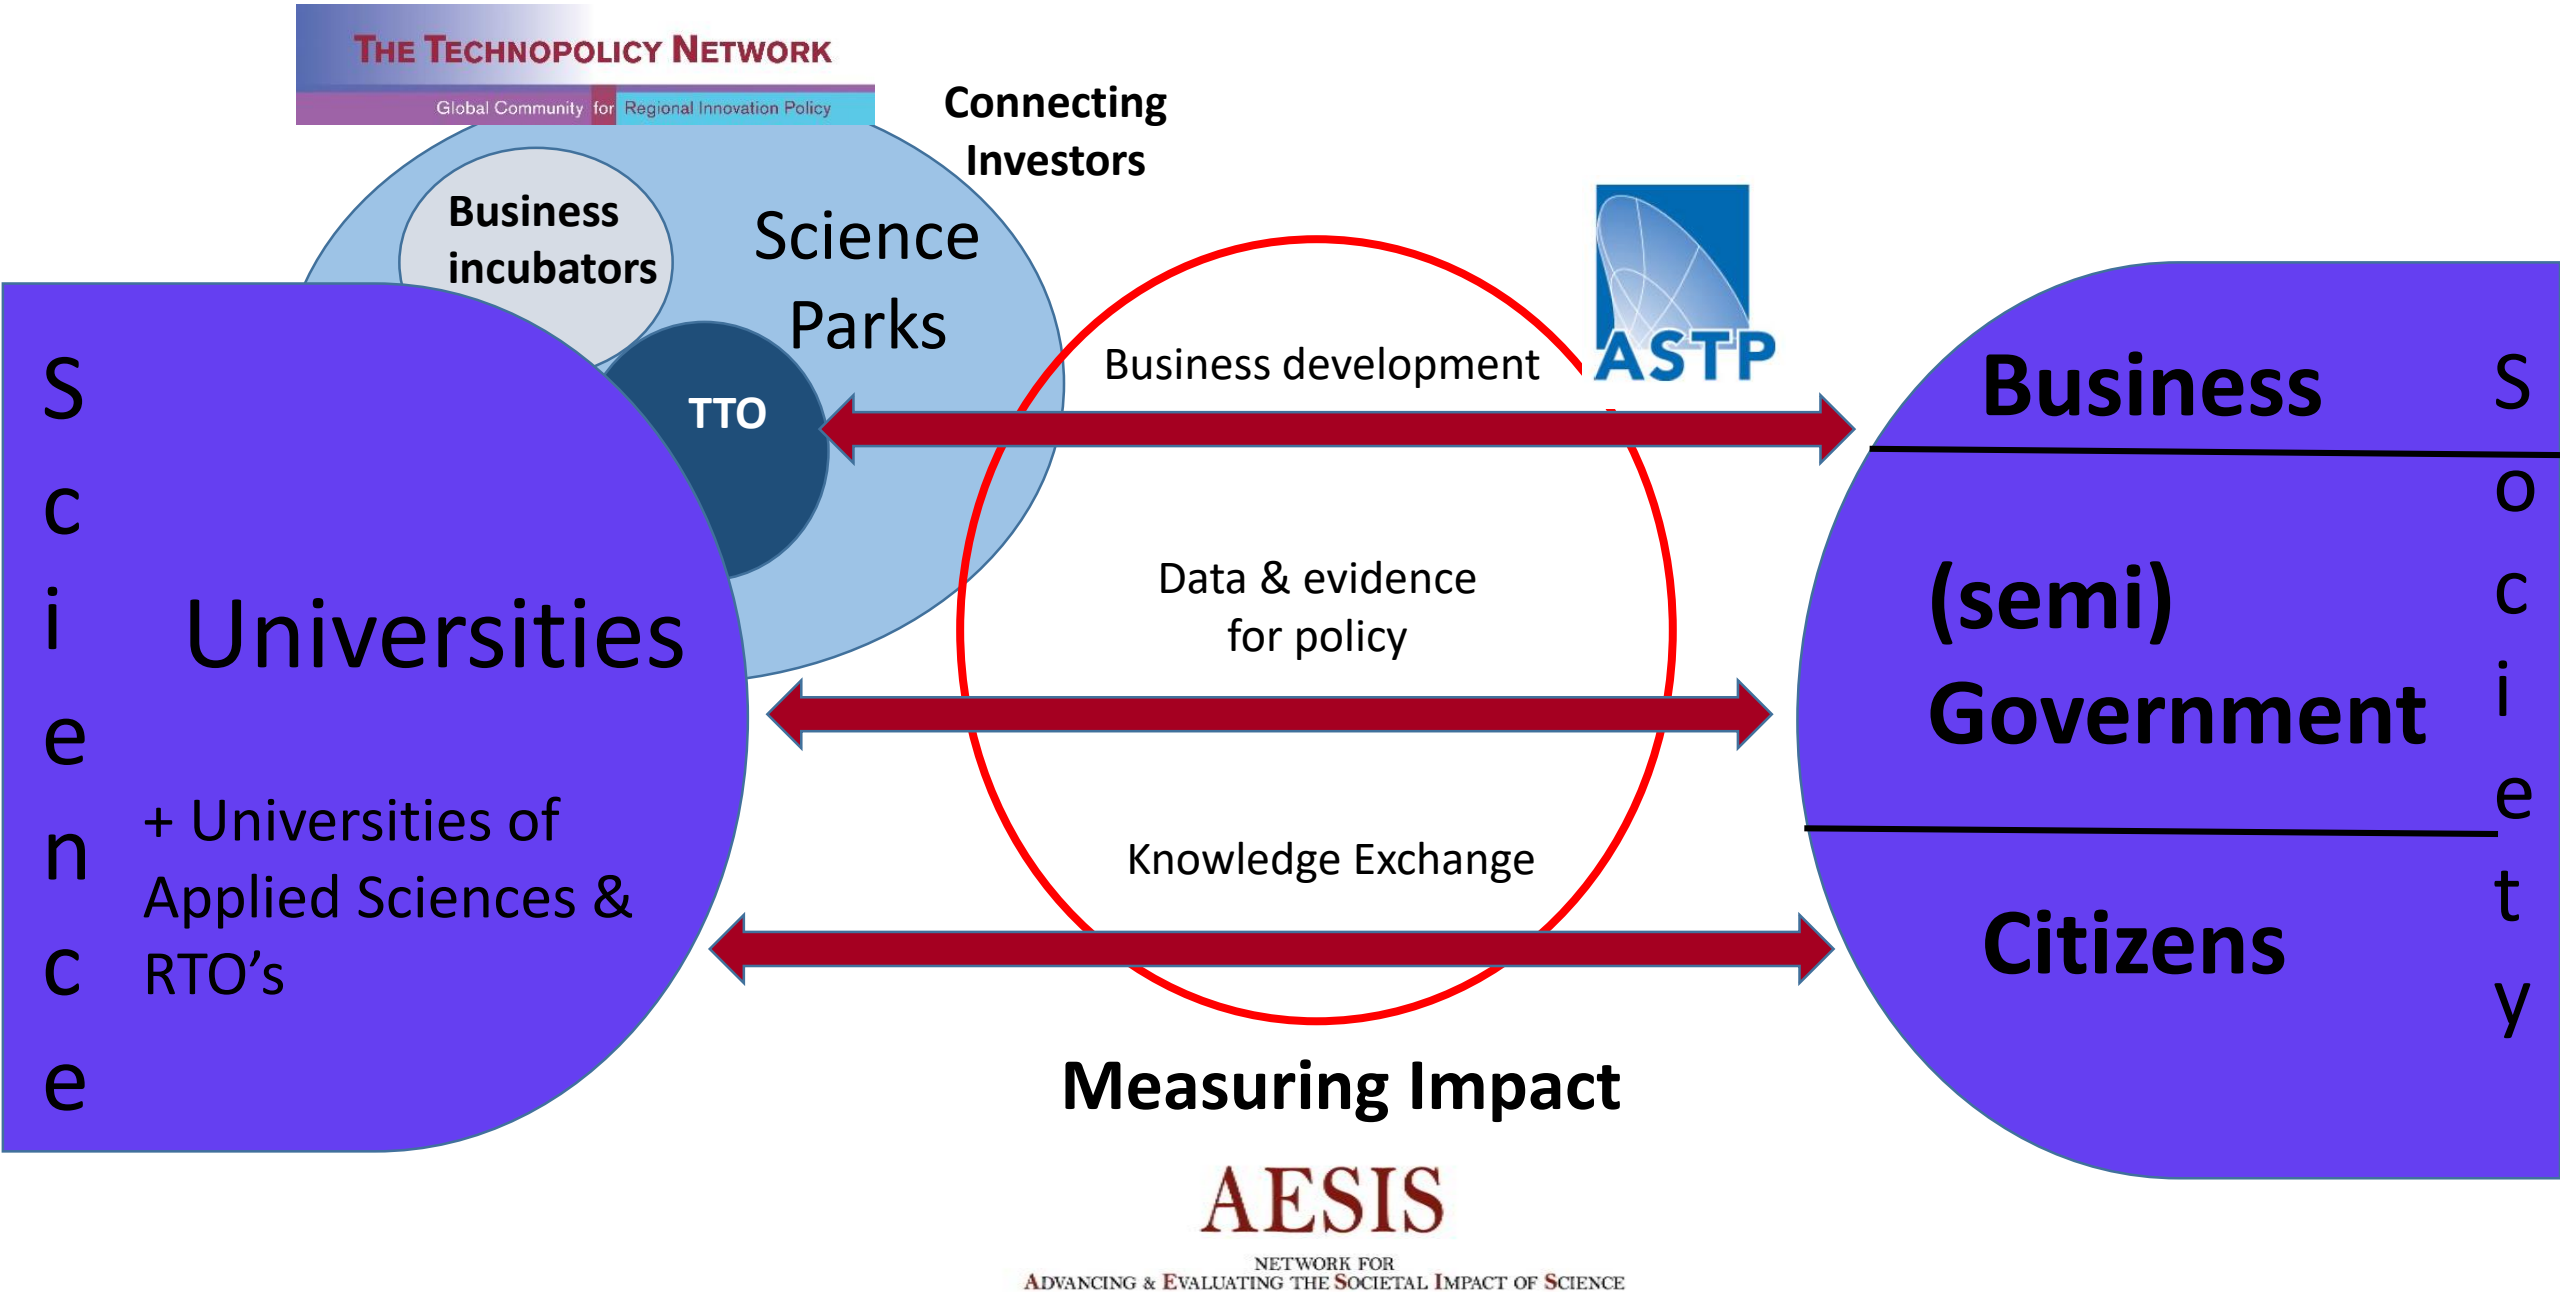 THE TECHNOPOLICY NETWORK
Global Community for Regional Innovation Policy
Connecting
Investors
Business
incubators
Science
Parks
TTO
ASTP
Science
Universities
+ Universities of
Applied Sciences &
RTO's
Business development
Data & evidence
for policy
Knowledge Exchange
Business
(semi)
Government
Citizens
Society
Measuring Impact
AESIS
NETWORK FOR
ADVANCING & EVALUATING THE SOCIETAL IMPACT OF SCIENCE